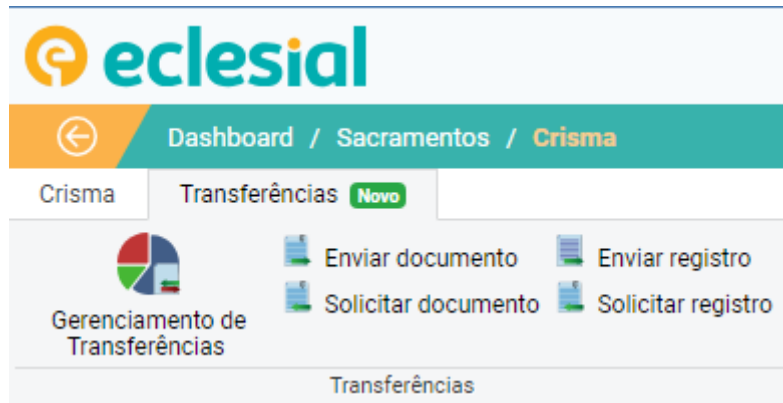 eclesial
Dashboard / Sacramentos / Crisma
Crisma Transferências Novo
Enviar documento Enviar registro
Solicitar documento Solicitar registro
Gerenciamento de
Transferências
Transferências